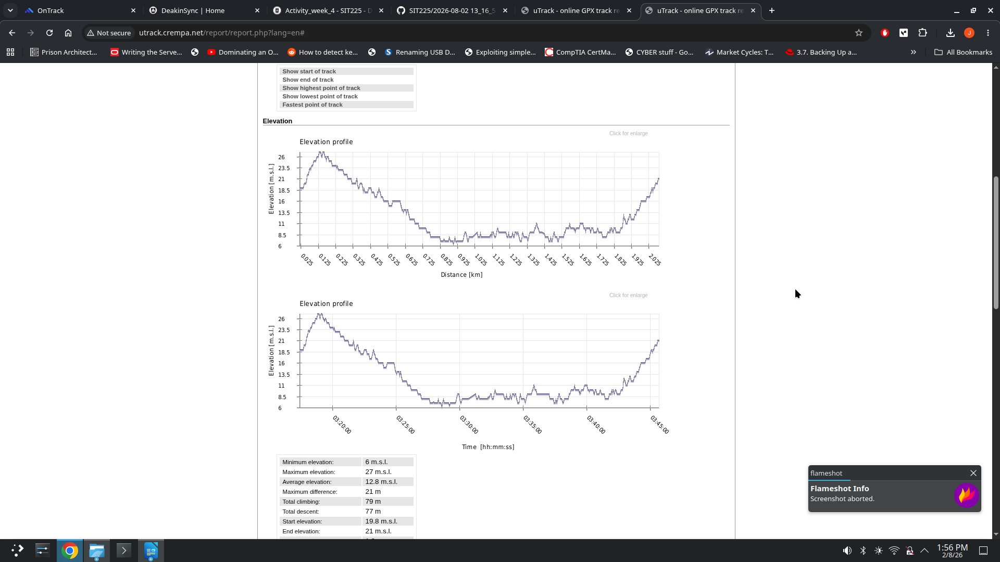 OnTrack
DeakinSync | Home
Activity_week_4 - SIT225 - D
SIT225/2026-08-02 13_16_5
uTrack - online GPX track re
uTrack - online GPX track re
Not secure
utrack.crempa.net/report/report.php?lang=en#
J
Prison Architect...
Writing the Serve...
Dominating an O...
How to detect ke...
Renaming USB D...
Exploiting simple...
CompTIA CertMa...
CYBER stuff - Go...
Market Cycles: T...
3.7. Backing Up a...
All Bookmarks
Show start of track
Show end of track
Show highest point of track
Show lowest point of track
Fastest point of track
Elevation
Click for enlarge
Elevation profile
Elevation [m.s.l.]
26
23.5
21
18.5
16
13.5
11
8.5
6
0.025
0.125
0.225
0.325
0.425
0.525
0.625
0.725
0.825
0.925
1.025
1.125
1.225
1.325
1.425
1.525
1.625
1.725
1.825
1.925
2.025
Distance [km]
Click for enlarge
Elevation profile
Elevation [m.s.l.]
26
23.5
21
18.5
16
13.5
11
8.5
6
03:20:00
03:25:00
03:30:00
03:35:00
03:40:00
03:45:00
Time [hh:mm:ss]
Minimum elevation: 6 m.s.l.
Maximum elevation: 27 m.s.l.
Average elevation: 12.8 m.s.l.
Maximum difference: 21 m
Total climbing: 79 m
Total descent: 77 m
Start elevation: 19.8 m.s.l.
End elevation: 21 m.s.l.
flameshot
Flameshot Info
Screenshot aborted.
1:56 PM
2/8/26